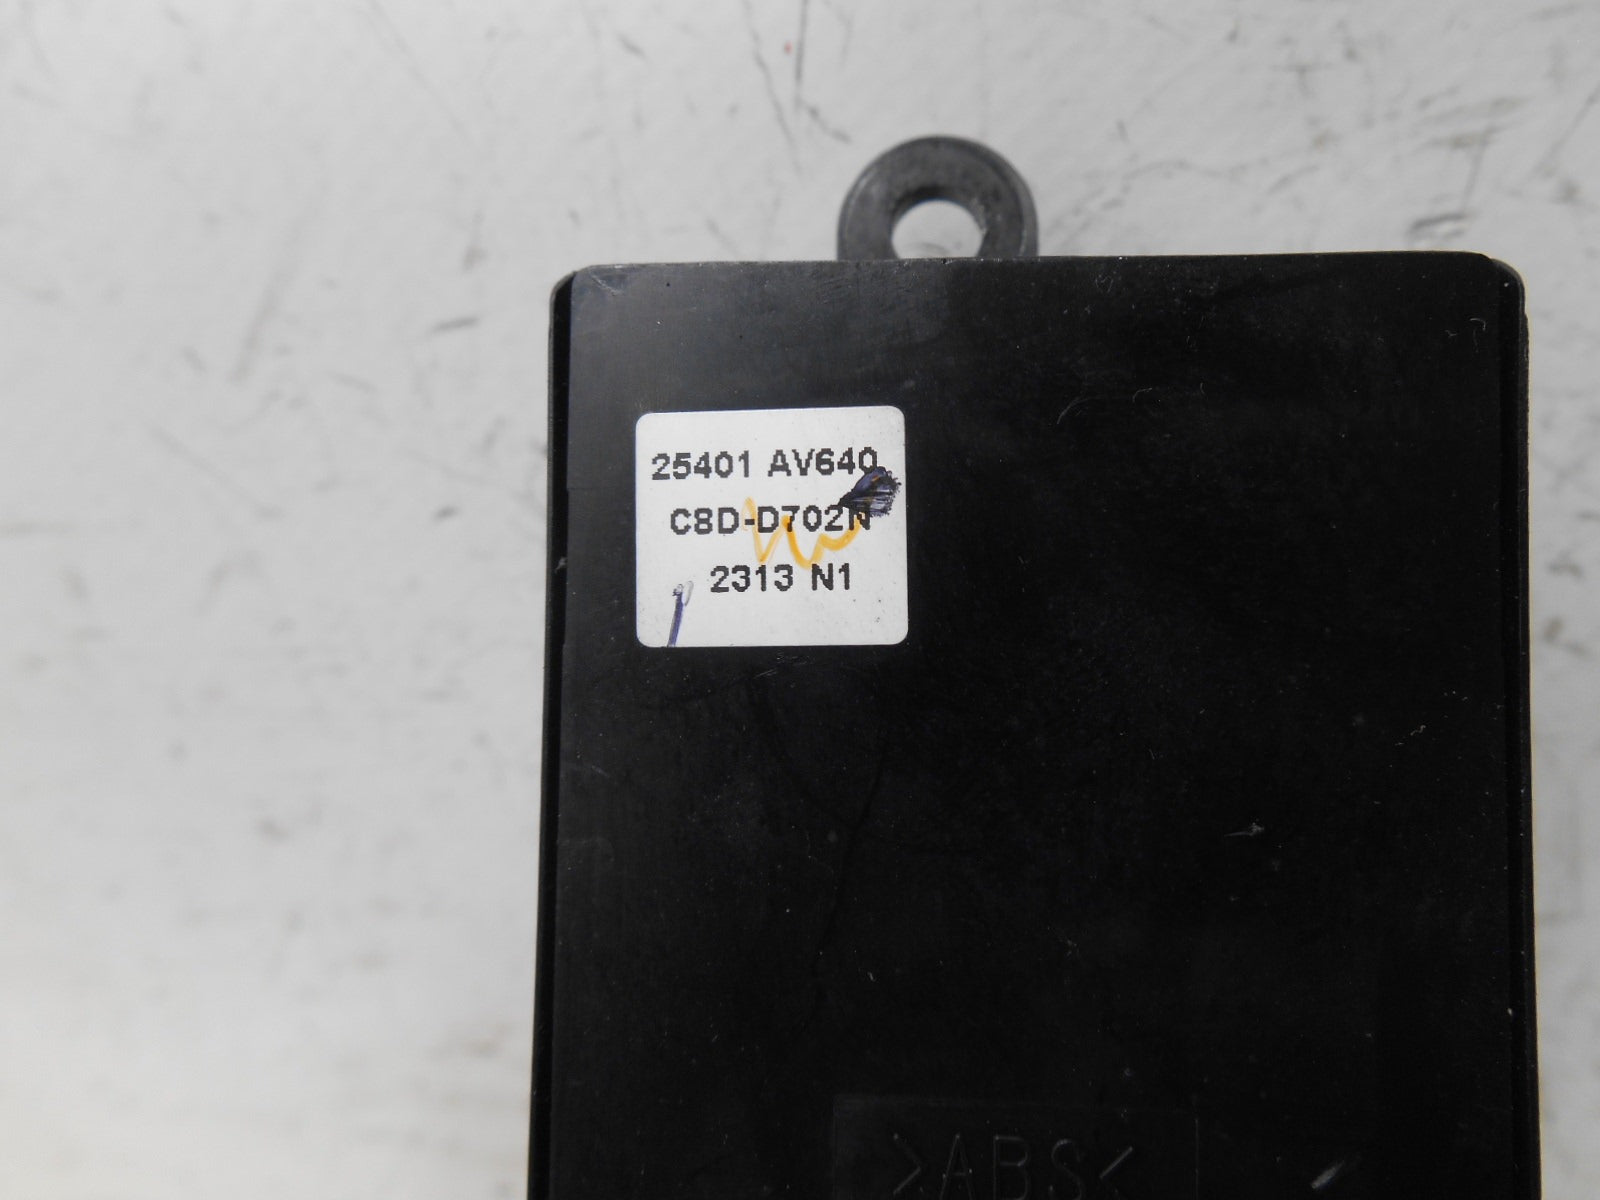 25401 AV640
C8D-D702N
2313 N1
>ABS<